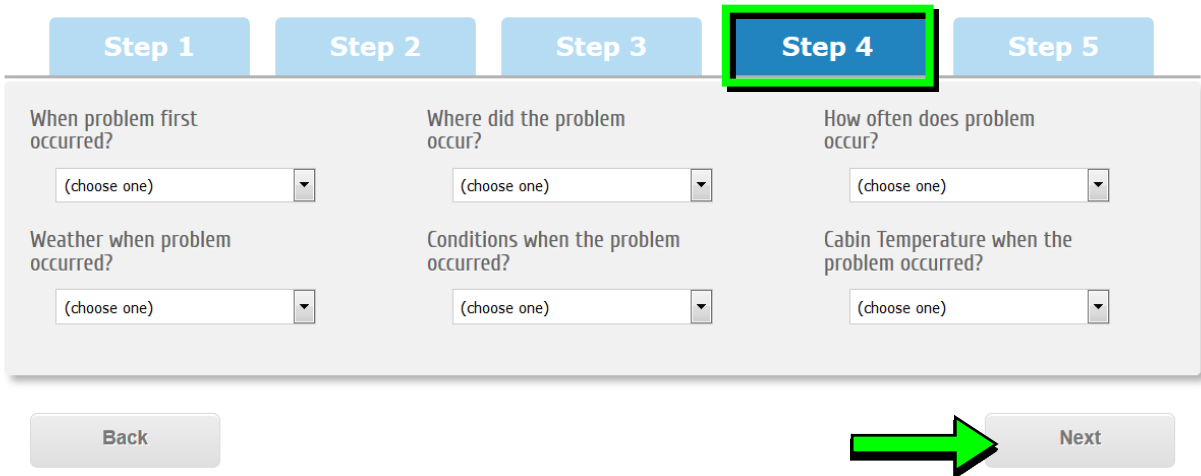 Step 1
Step 2
Step 3
Step 4
Step 5
When problem first
occurred?
(choose one)
Where did the problem
occur?
(choose one)
How often does problem
occur?
(choose one)
Weather when problem
occurred?
(choose one)
Conditions when the problem
occurred?
(choose one)
Cabin Temperature when the
problem occurred?
(choose one)
Back
Next